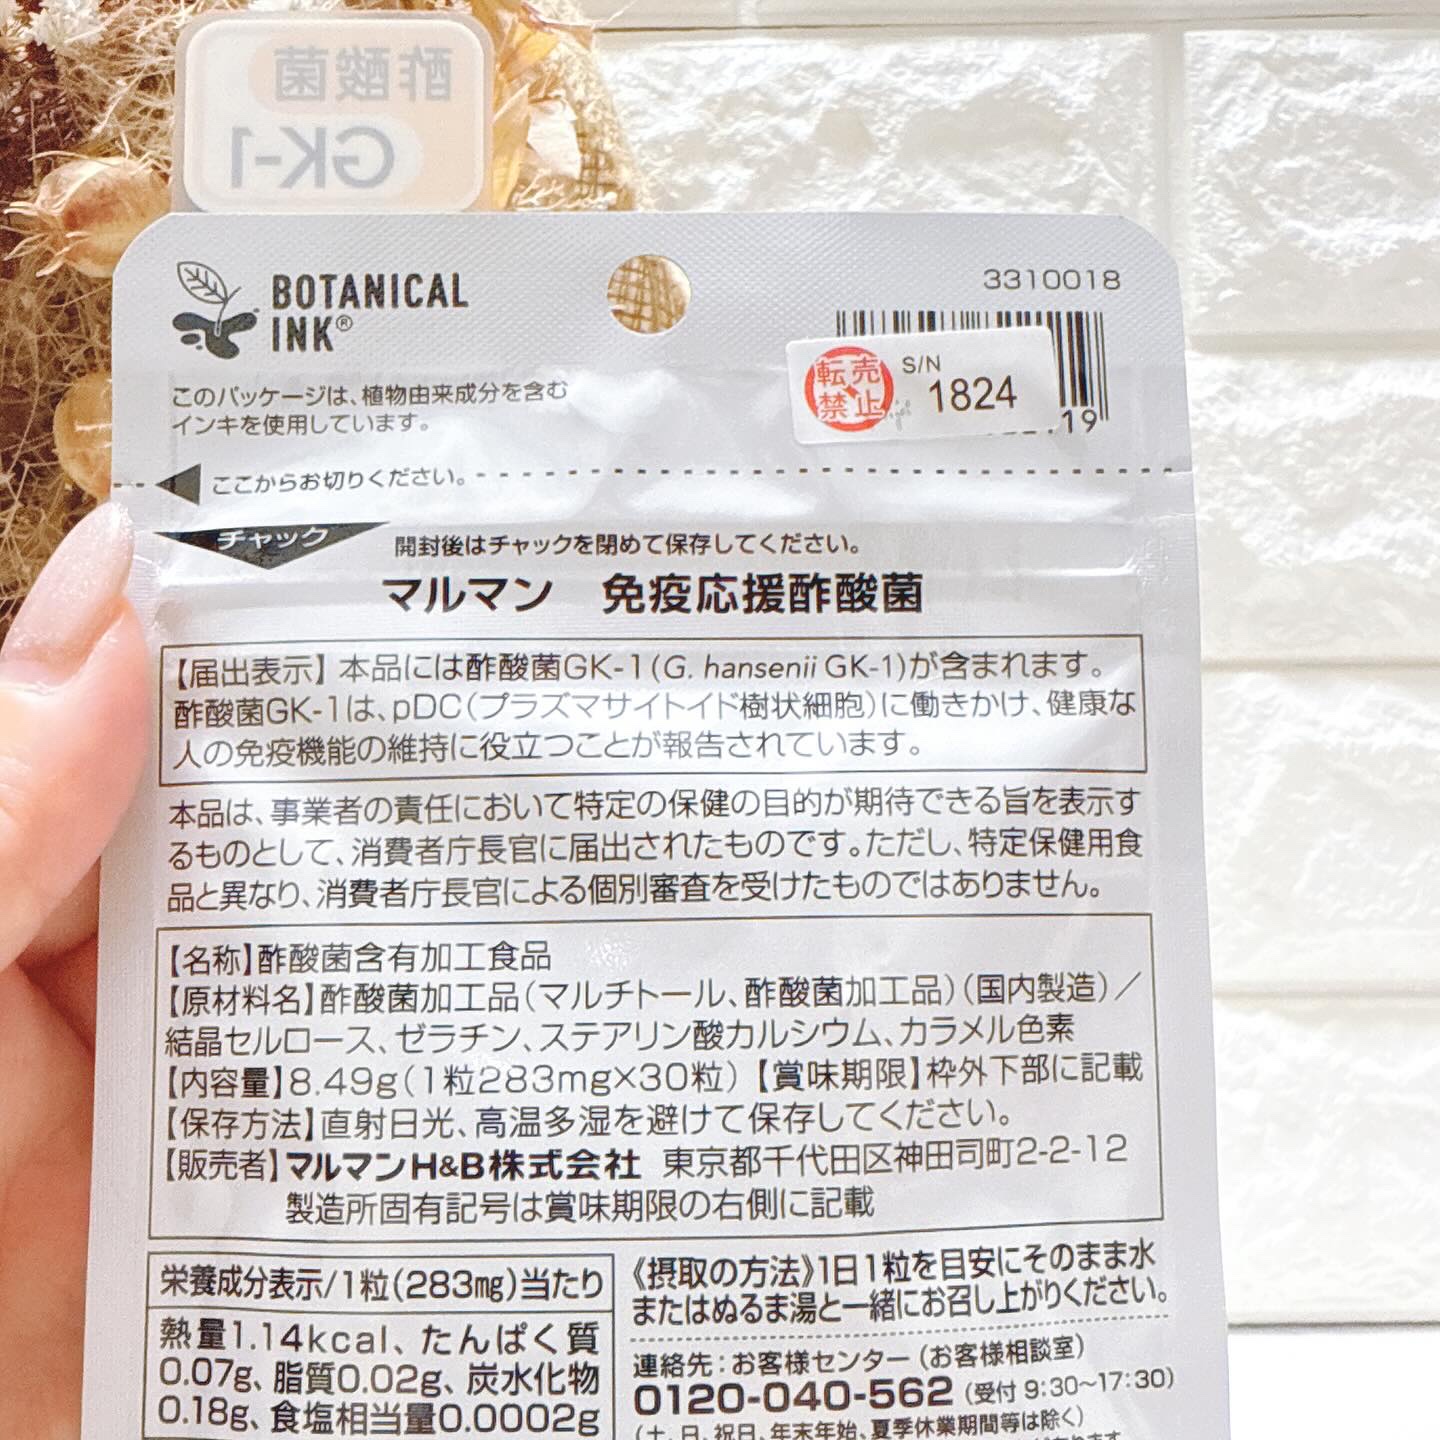 酢酸菌
GK-1
BOTANICAL
INK®
3310018
転売
禁止
S/N
1824
このパッケージは、植物由来成分を含む
インキを使用しています。
ここからお切りください。
チャック
開封後はチャックを閉めて保存してください。
マルマン 免疫応援酢酸菌
【届出表示】本品には酢酸菌GK-1(G. hansenii GK-1)が含まれます。
酢酸菌GK-1は、pDC(プラズマサイトイド樹状細胞)に働きかけ、健康な
人の免疫機能の維持に役立つことが報告されています。
本品は、事業者の責任において特定の保健の目的が期待できる旨を表示す
るものとして、消費者庁長官に届出されたものです。ただし、特定保健用食
品と異なり、消費者庁長官による個別審査を受けたものではありません。
【名称】酢酸菌含有加工食品
【原材料名】酢酸菌加工品(マルチトール、酢酸菌加工品)(国内製造)/
結晶セルロース、ゼラチン、ステアリン酸カルシウム、カラメル色素
【内容量】8.49g(1粒283mg×30粒)【賞味期限】枠外下部に記載
【保存方法】直射日光、高温多湿を避けて保存してください。
【販売者】マルマンH&B株式会社 東京都千代田区神田司町2-2-12
製造所固有記号は賞味期限の右側に記載
栄養成分表示/1粒(283㎎)当たり
熱量1.14kcal、たんぱく質
0.07g、脂質0.02g、炭水化物
0.18g、食塩相当量0.0002g
《摂取の方法》1日1粒を目安にそのまま水
またはぬるま湯と一緒にお召し上がりください。
連絡先:お客様センター(お客様相談室)
0120-040-562(受付 9:30~17:30)
(土、日、祝日、年末年始、夏季休業期間等は除く)